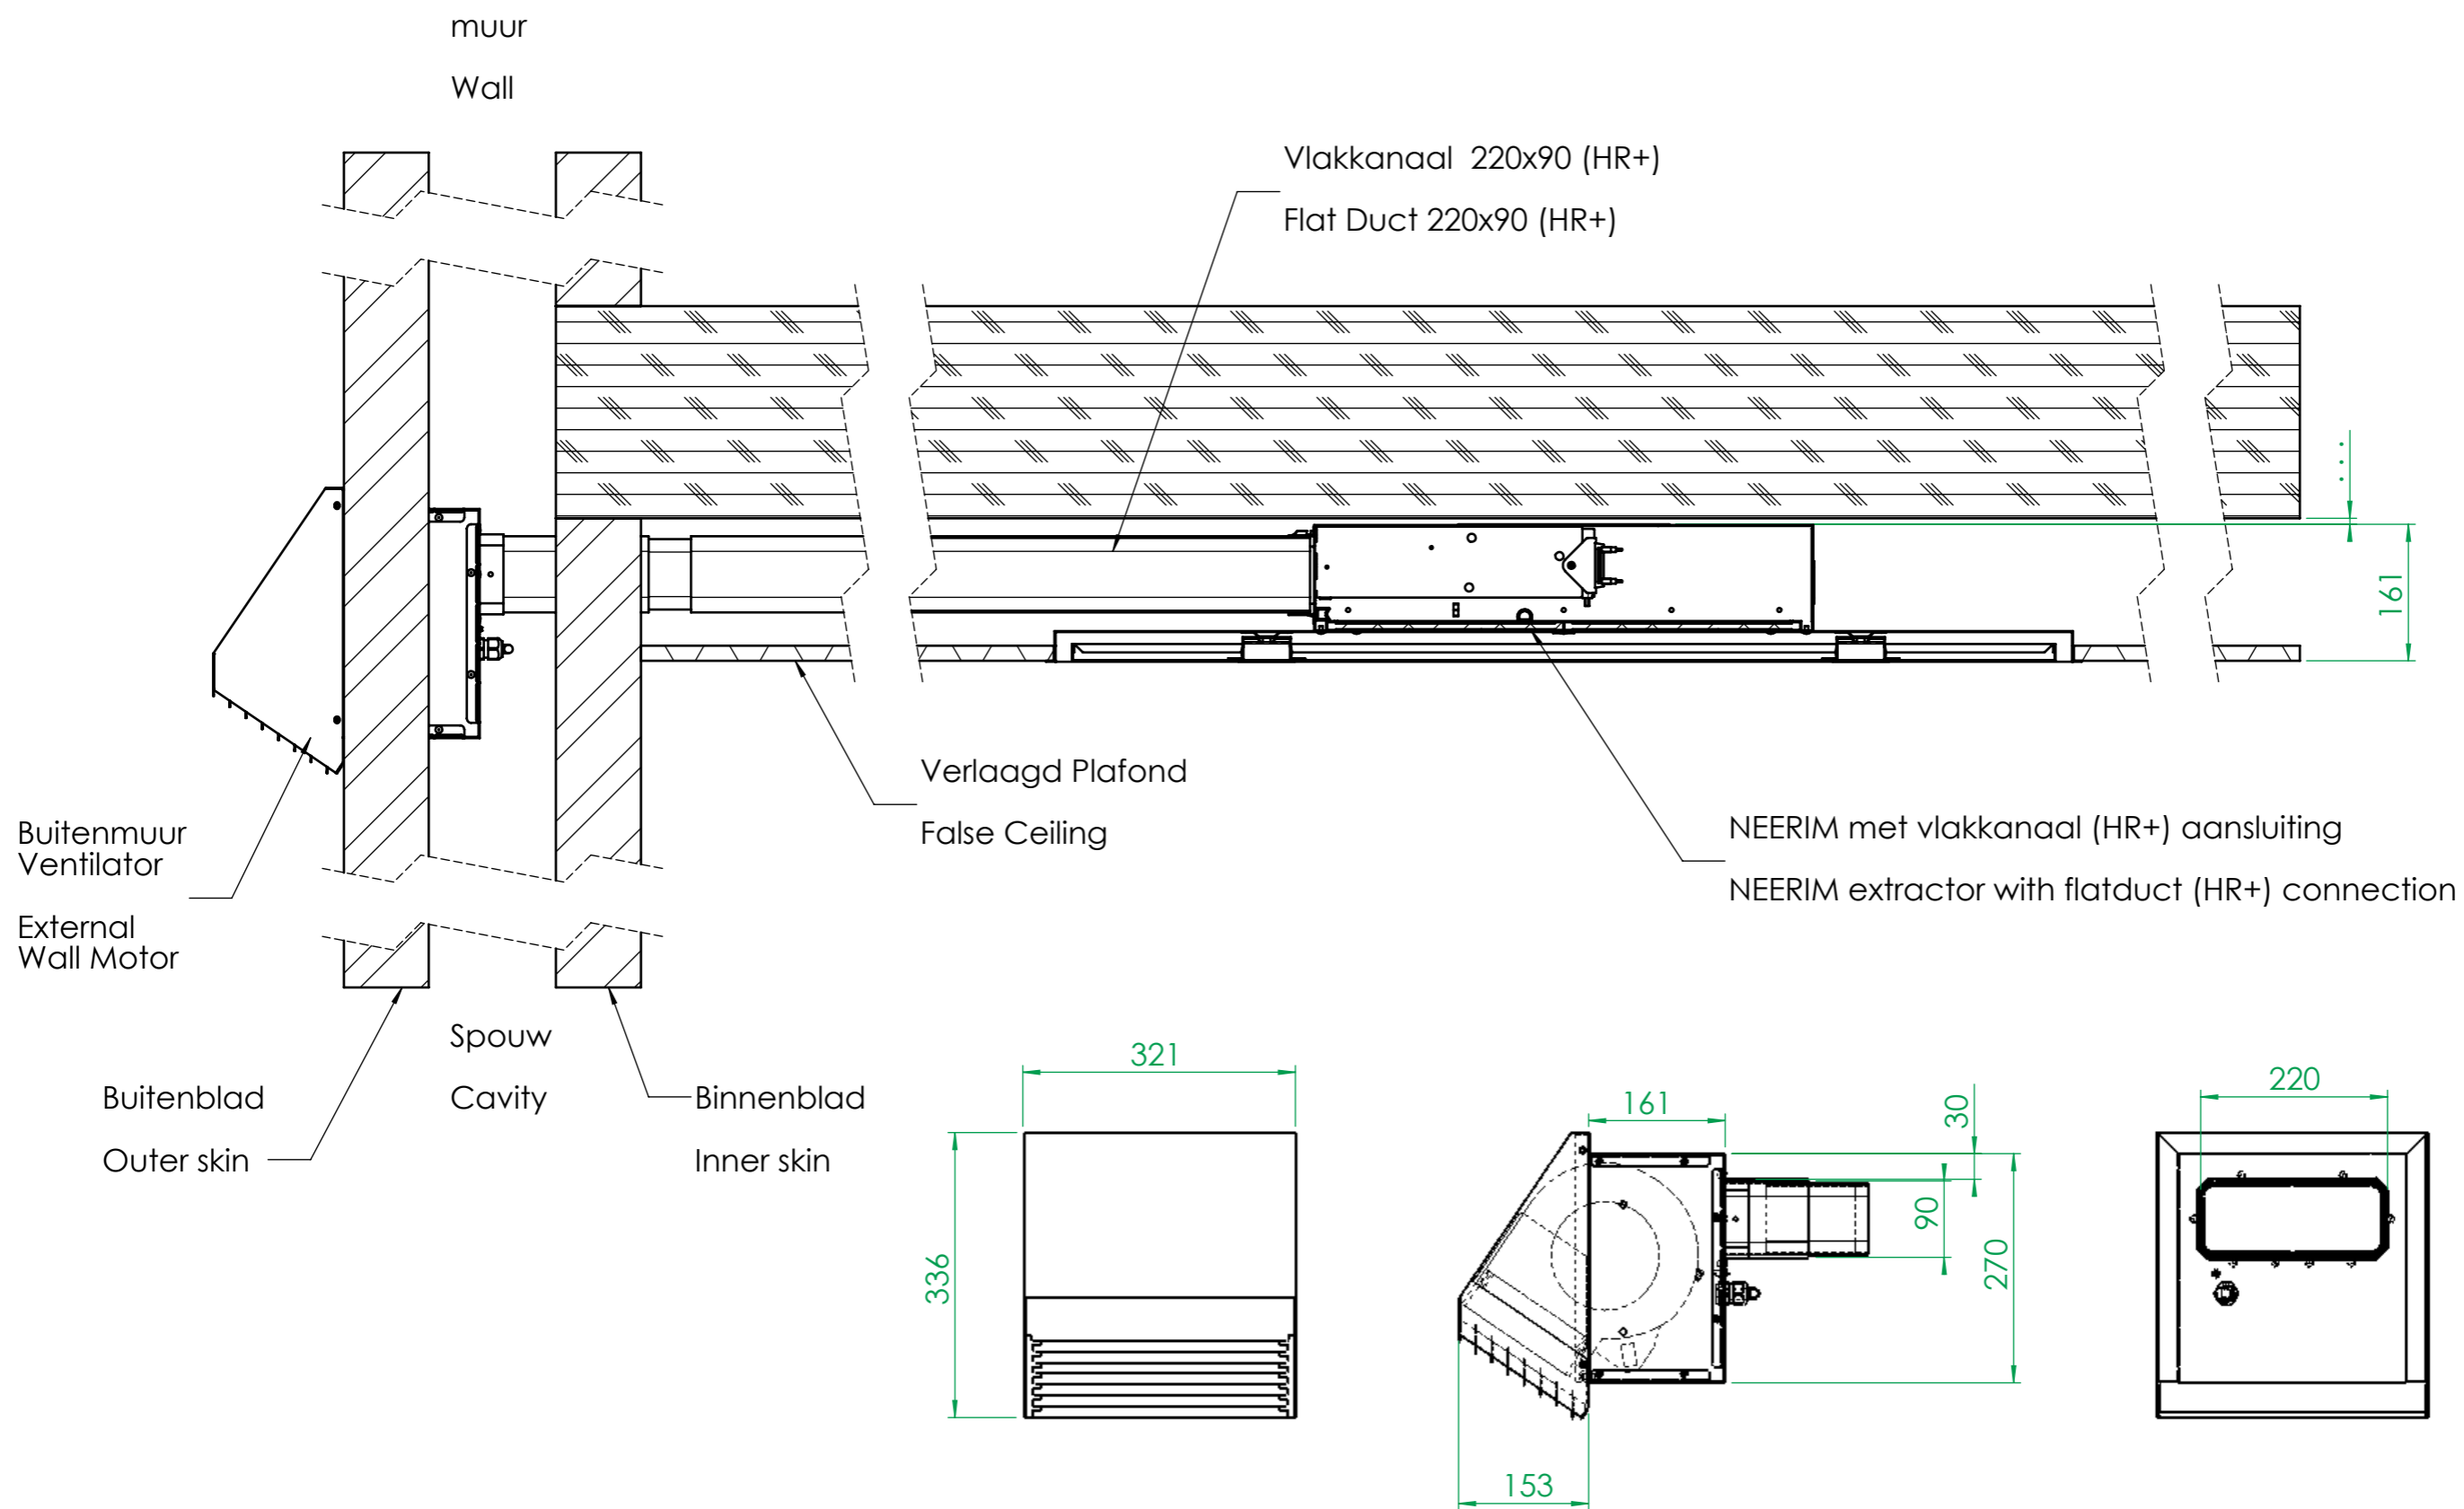 muur
Wall
Vlakkanaal 220x90 (HR+)
Flat Duct 220x90 (HR+)
...
161
Verlaagd Plafond
False Ceiling
NEERIM met vlakkanaal (HR+) aansluiting
NEERIM extractor with flatduct (HR+) connection
Buitenmuur
Ventilator
External
Wall Motor
Spouw
Cavity
Buitenblad
Outer skin
Binnenblad
Inner skin
321
336
161
30
90
270
153
220